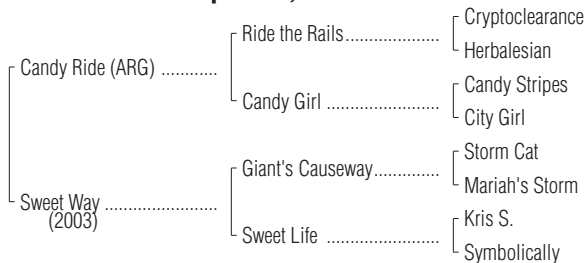 Cryptoclearance
Ride the Rails....................
Herbalesian
Candy Ride (ARG) ............
Candy Stripes
Candy Girl ........................
City Girl
Storm Cat
Giant's Causeway..............
Mariah's Storm
Sweet Way ........................
(2003)
Kris S.
Sweet Life ........................
Symbolically